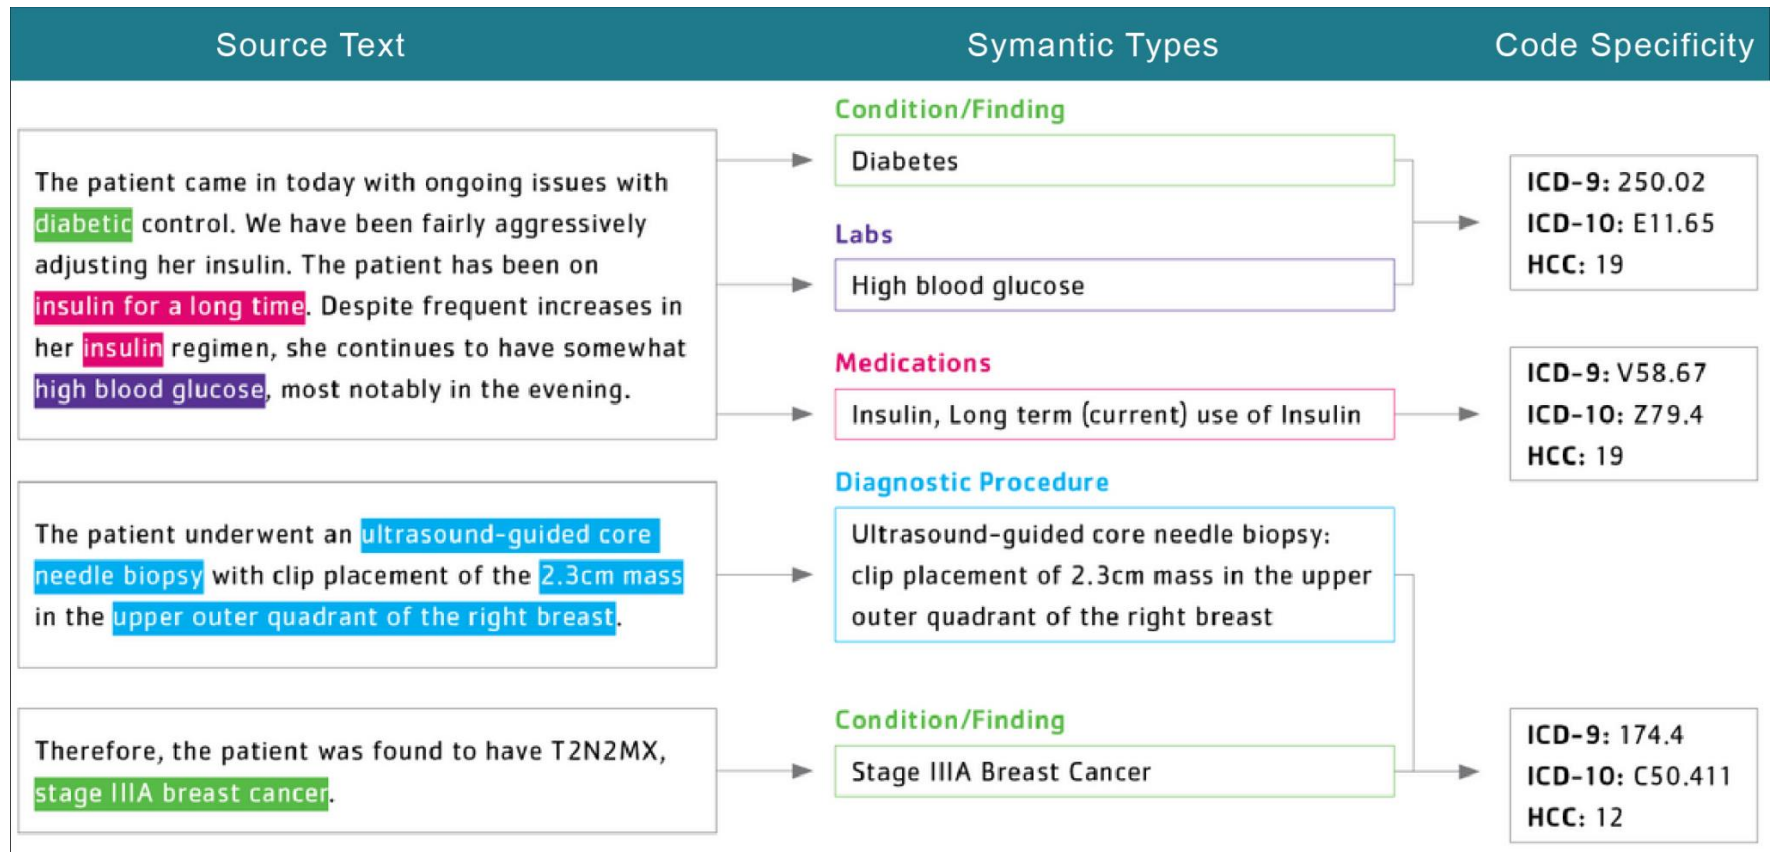 Source Text
Symantic Types
Code Specificity
The patient came in today with ongoing issues with
diabetic control. We have been fairly aggressively
adjusting her insulin. The patient has been on
insulin for a long time. Despite frequent increases in
her insulin regimen, she continues to have somewhat
high blood glucose, most notably in the evening.
Condition/Finding
Diabetes
Labs
High blood glucose
ICD-9: 250.02
ICD-10: E11.65
HCC: 19
Medications
Insulin, Long term (current) use of Insulin
ICD-9: V58.67
ICD-10: Z79.4
HCC: 19
The patient underwent an ultrasound-guided core
needle biopsy with clip placement of the 2.3cm mass
in the upper outer quadrant of the right breast.
Diagnostic Procedure
Ultrasound-guided core needle biopsy:
clip placement of 2.3cm mass in the upper
outer quadrant of the right breast
Therefore, the patient was found to have T2N2MX,
stage IIIA breast cancer.
Condition/Finding
Stage IIIA Breast Cancer
ICD-9: 174.4
ICD-10: C50.411
HCC: 12